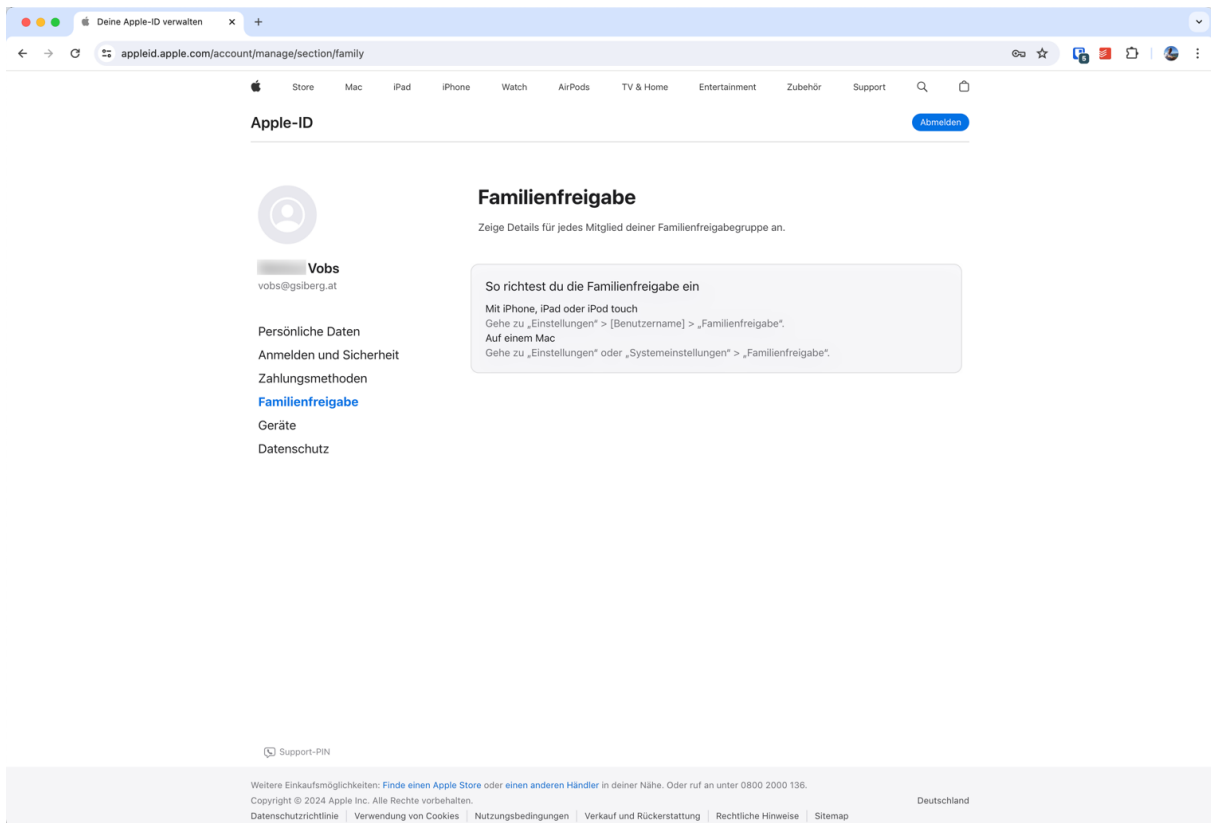 Deine Apple-ID verwalten
appleid.apple.com/account/manage/section/family
5
Store Mac iPad iPhone Watch AirPods TV & Home Entertainment Zubehör Support
Apple-ID
Abmelden
Vobs
vobs@gsiberg.at
Persönliche Daten
Anmelden und Sicherheit
Zahlungsmethoden
Familienfreigabe
Geräte
Datenschutz
Familienfreigabe
Zeige Details für jedes Mitglied deiner Familienfreigabegruppe an.
So richtest du die Familienfreigabe ein
Mit iPhone, iPad oder iPod touch
Gehe zu „Einstellungen“ > [Benutzername] > „Familienfreigabe“.
Auf einem Mac
Gehe zu „Einstellungen“ oder „Systemeinstellungen“ > „Familienfreigabe“.
Support-PIN
Weitere Einkaufsmöglichkeiten: Finde einen Apple Store oder einen anderen Händler in deiner Nähe. Oder ruf an unter 0800 2000 136.
Copyright © 2024 Apple Inc. Alle Rechte vorbehalten.
Deutschland
Datenschutzrichtlinie | Verwendung von Cookies | Nutzungsbedingungen | Verkauf und Rückerstattung | Rechtliche Hinweise | Sitemap